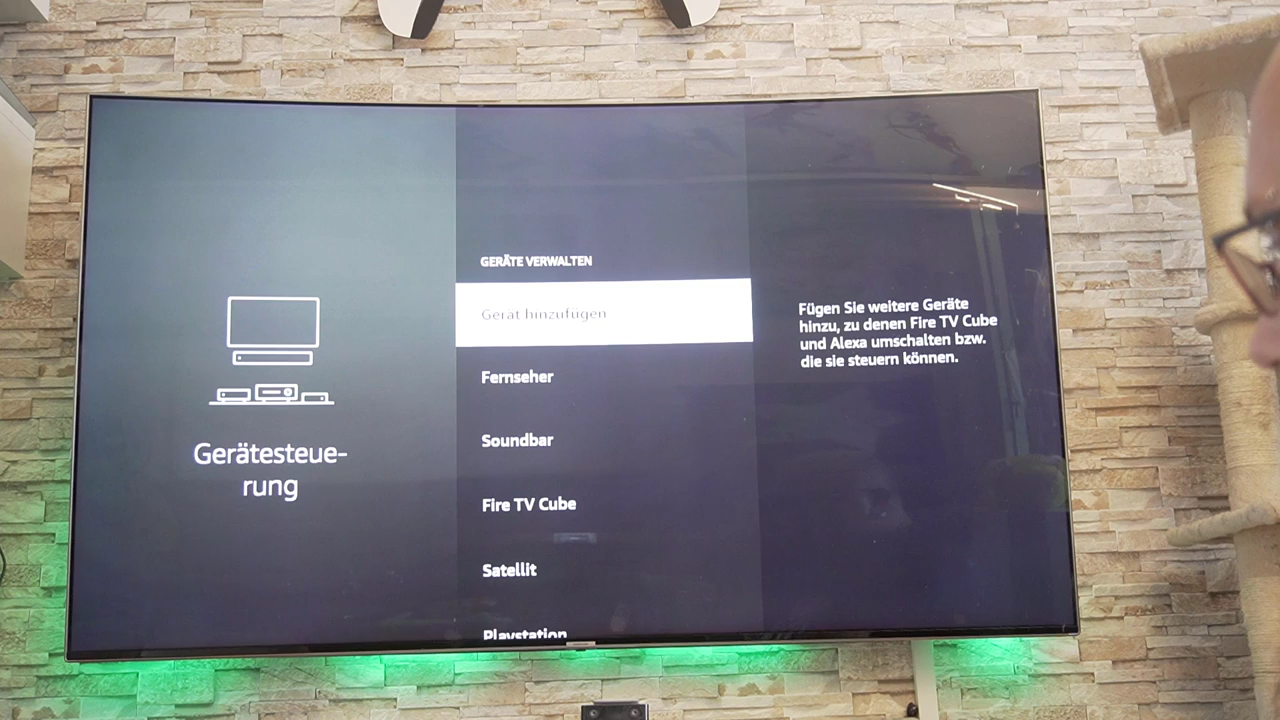 Gerätesteue-
rung
GERÄTE VERWALTEN
Gerät hinzufügen
Fernseher
Soundbar
Fire TV Cube
Satellit
Playstation
Fügen Sie weitere Geräte
hinzu, zu denen Fire TV Cube
und Alexa umschalten bzw.
die sie steuern können.